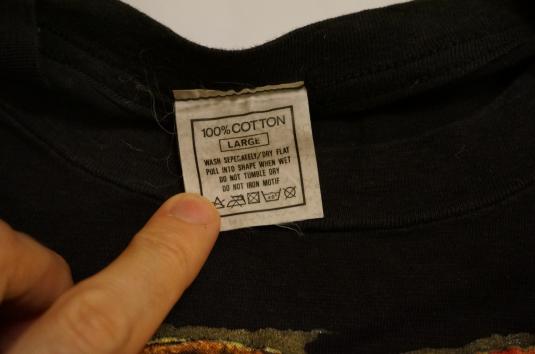 100% COTTON
LARGE
WASH SEPECATELY/DRY FLAT
PULL INTO SHAPE WHEN WET
DO NOT TUMBLE DRY
DO NOT IRON MOTIF